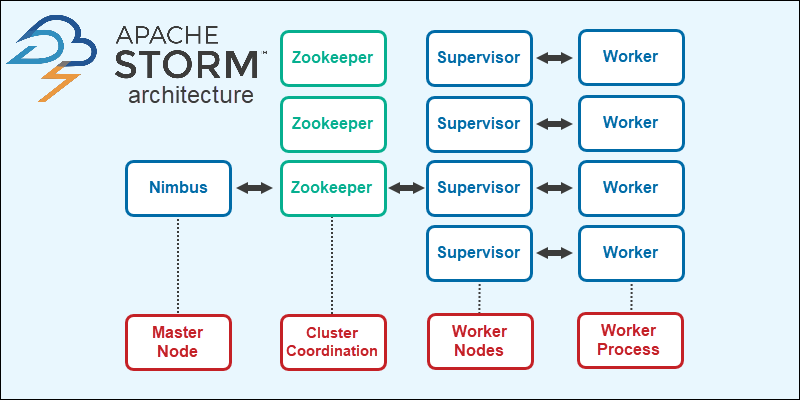 APACHE
STORM™
architecture
Zookeeper
Supervisor
Worker
Zookeeper
Supervisor
Worker
Nimbus
Zookeeper
Supervisor
Worker
Supervisor
Worker
Master
Node
Cluster
Coordination
Worker
Nodes
Worker
Process